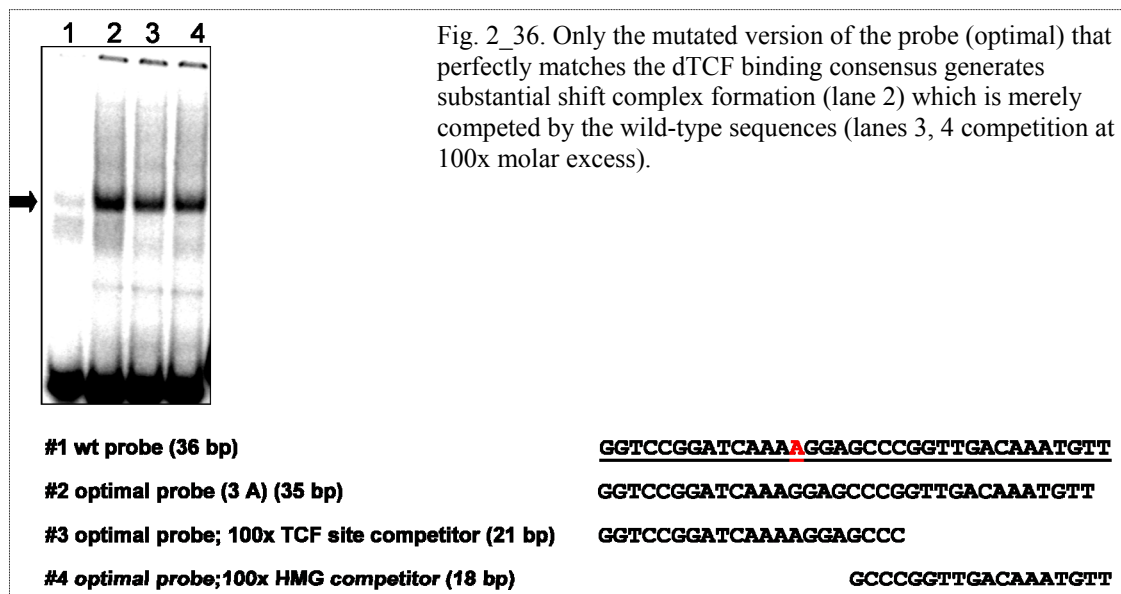 1 2 3 4
Fig. 2_36. Only the mutated version of the probe (optimal) that
perfectly matches the dTCF binding consensus generates
substantial shift complex formation (lane 2) which is merely
competed by the wild-type sequences (lanes 3, 4 competition at
100x molar excess).
#1 wt probe (36 bp) GGTCCGGATCAAAAGGAGCCCGGTTGACAAATGTT
#2 optimal probe (3 A) (35 bp) GGTCCGGATCAAAGGAGCCCGGTTGACAAATGTT
#3 optimal probe; 100x TCF site competitor (21 bp) GGTCCGGATCAAAAGGAGCCC
#4 optimal probe;100x HMG competitor (18 bp) GCCCGGTTGACAAATGTT